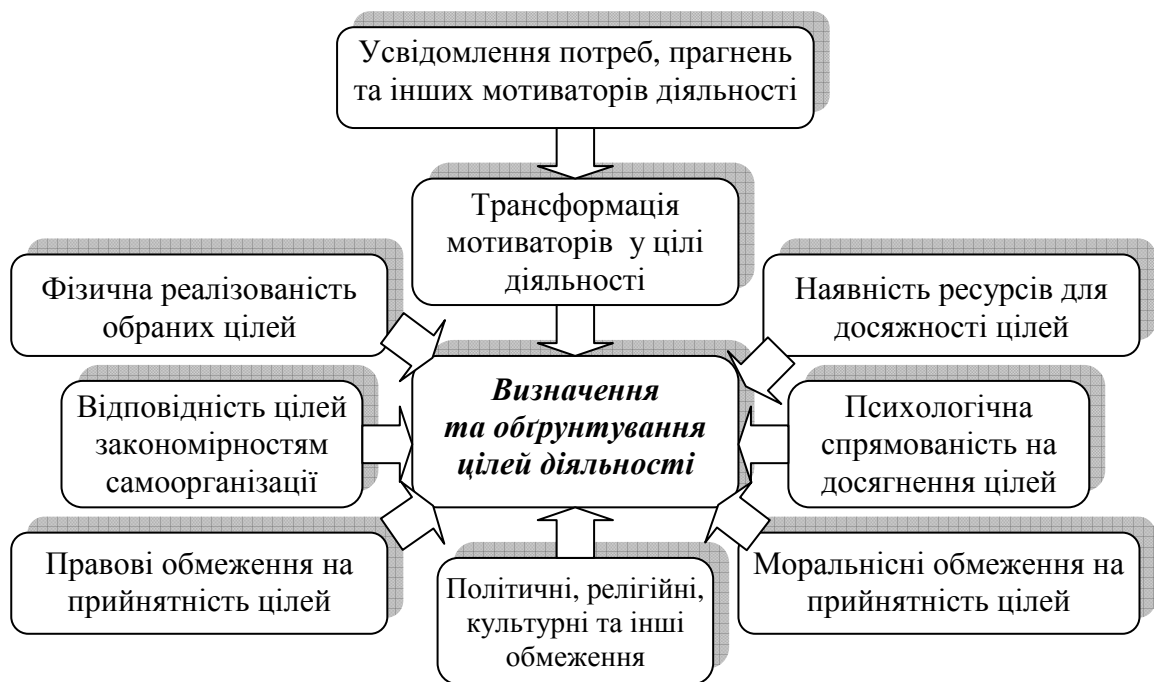 Усвідомлення потреб, прагнень
та інших мотиваторів діяльності
Трансформація
мотиваторів у цілі
діяльності
Фізична реалізованість
обраних цілей
Наявність ресурсів для
досяжності цілей
Визначення
та обґрунтування
цілей діяльності
Відповідність цілей
закономірностям
самоорганізації
Психологічна
спрямованість на
досягнення цілей
Правові обмеження на
прийнятність цілей
Політичні, релігійні,
культурні та інші
обмеження
Моральнісні обмеження на
прийнятність цілей